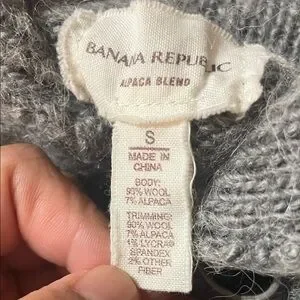 BANANA REPUBLIC
ALPACA BLEND
S
MADE IN
CHINA
BODY:
93% WOOL
7% ALPACA
TRIMMING:
90% WOOL
7% ALPACA
1% LYCRA
SPANDEX
2% OTHER
FIBER